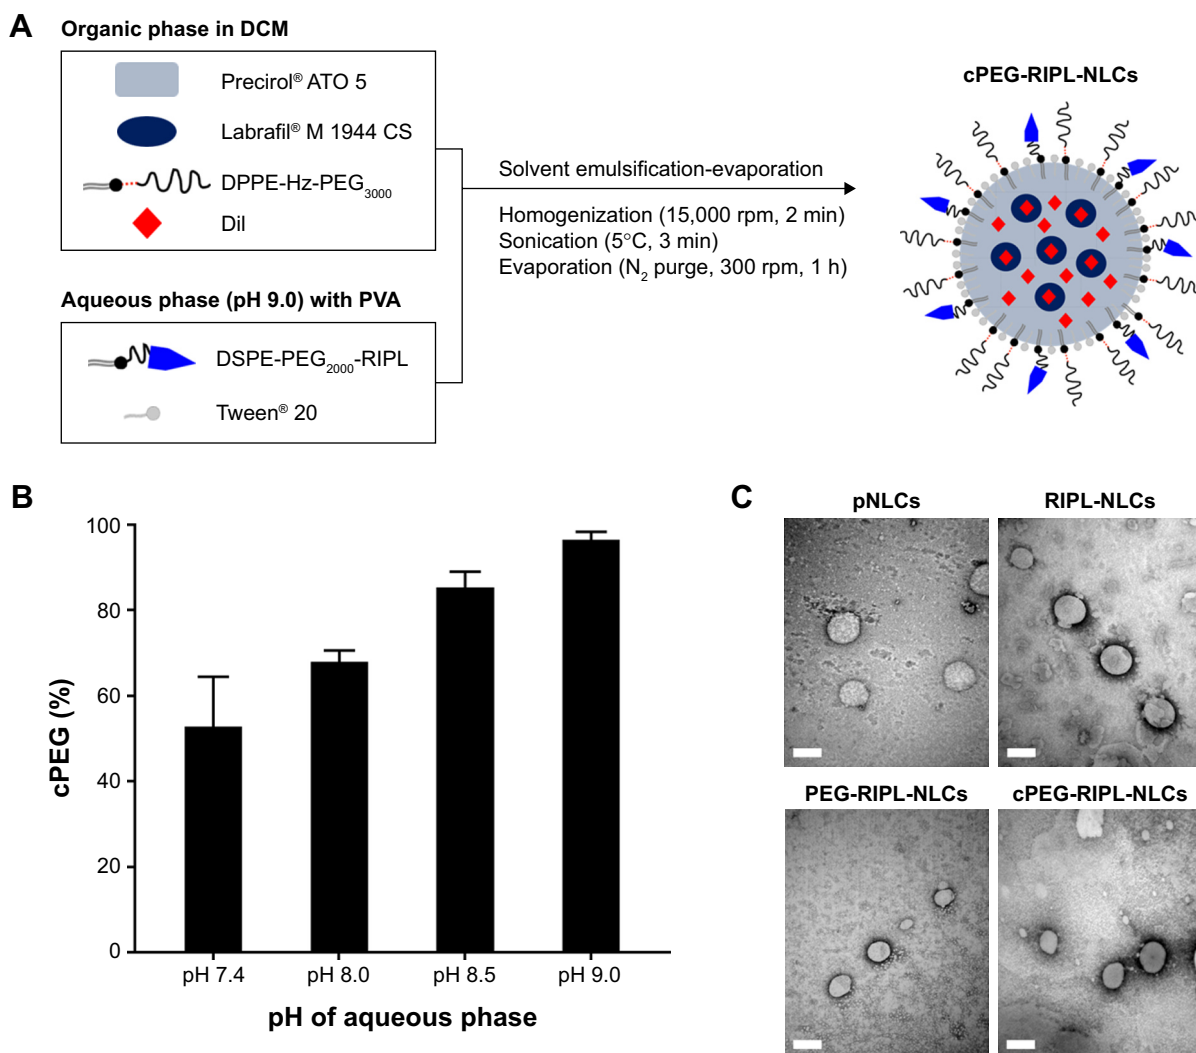 A
Organic phase in DCM
Precirol® ATO 5
Labrafil® M 1944 CS
DPPE-Hz-PEG3000
Dil
Aqueous phase (pH 9.0) with PVA
DSPE-PEG2000-RIPL
Tween® 20
Solvent emulsification-evaporation
Homogenization (15,000 rpm, 2 min)
Sonication (5°C, 3 min)
Evaporation (N2 purge, 300 rpm, 1 h)
cPEG-RIPL-NLCs
B
cPEG (%)
100
80
60
40
20
0
pH 7.4 pH 8.0 pH 8.5 pH 9.0
pH of aqueous phase
C
pNLCs
RIPL-NLCs
PEG-RIPL-NLCs
cPEG-RIPL-NLCs